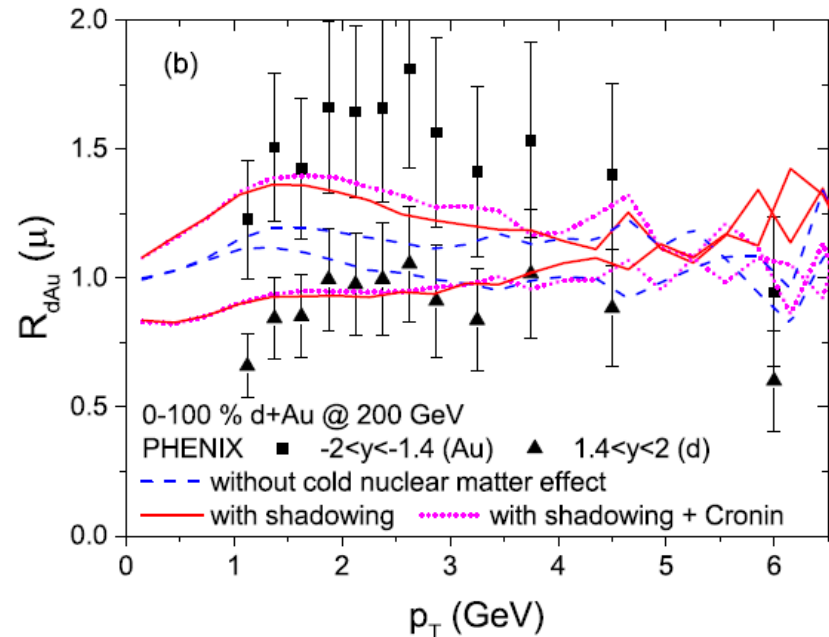 (b)
2.0
1.5
1.0
0.5
0.0
R_dAu (μ)
0-100 % d+Au @ 200 GeV
PHENIX -2<y<-1.4 (Au) 1.4<y<2 (d)
without cold nuclear matter effect
with shadowing with shadowing + Cronin
0 1 2 3 4 5 6
p_T (GeV)